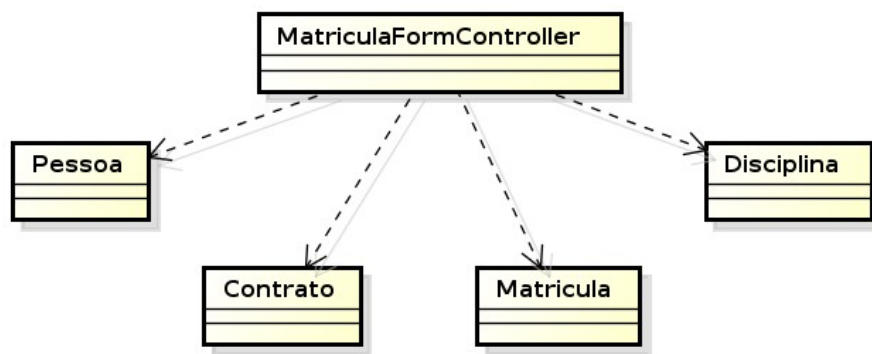 MatriculaFormController
Pessoa
Disciplina
Contrato
Matricula